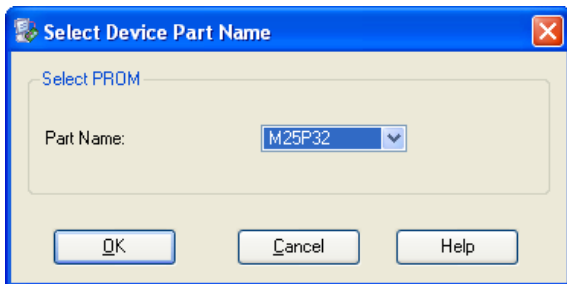 Select Device Part Name
Select PROM
Part Name: M25P32
OK Cancel Help